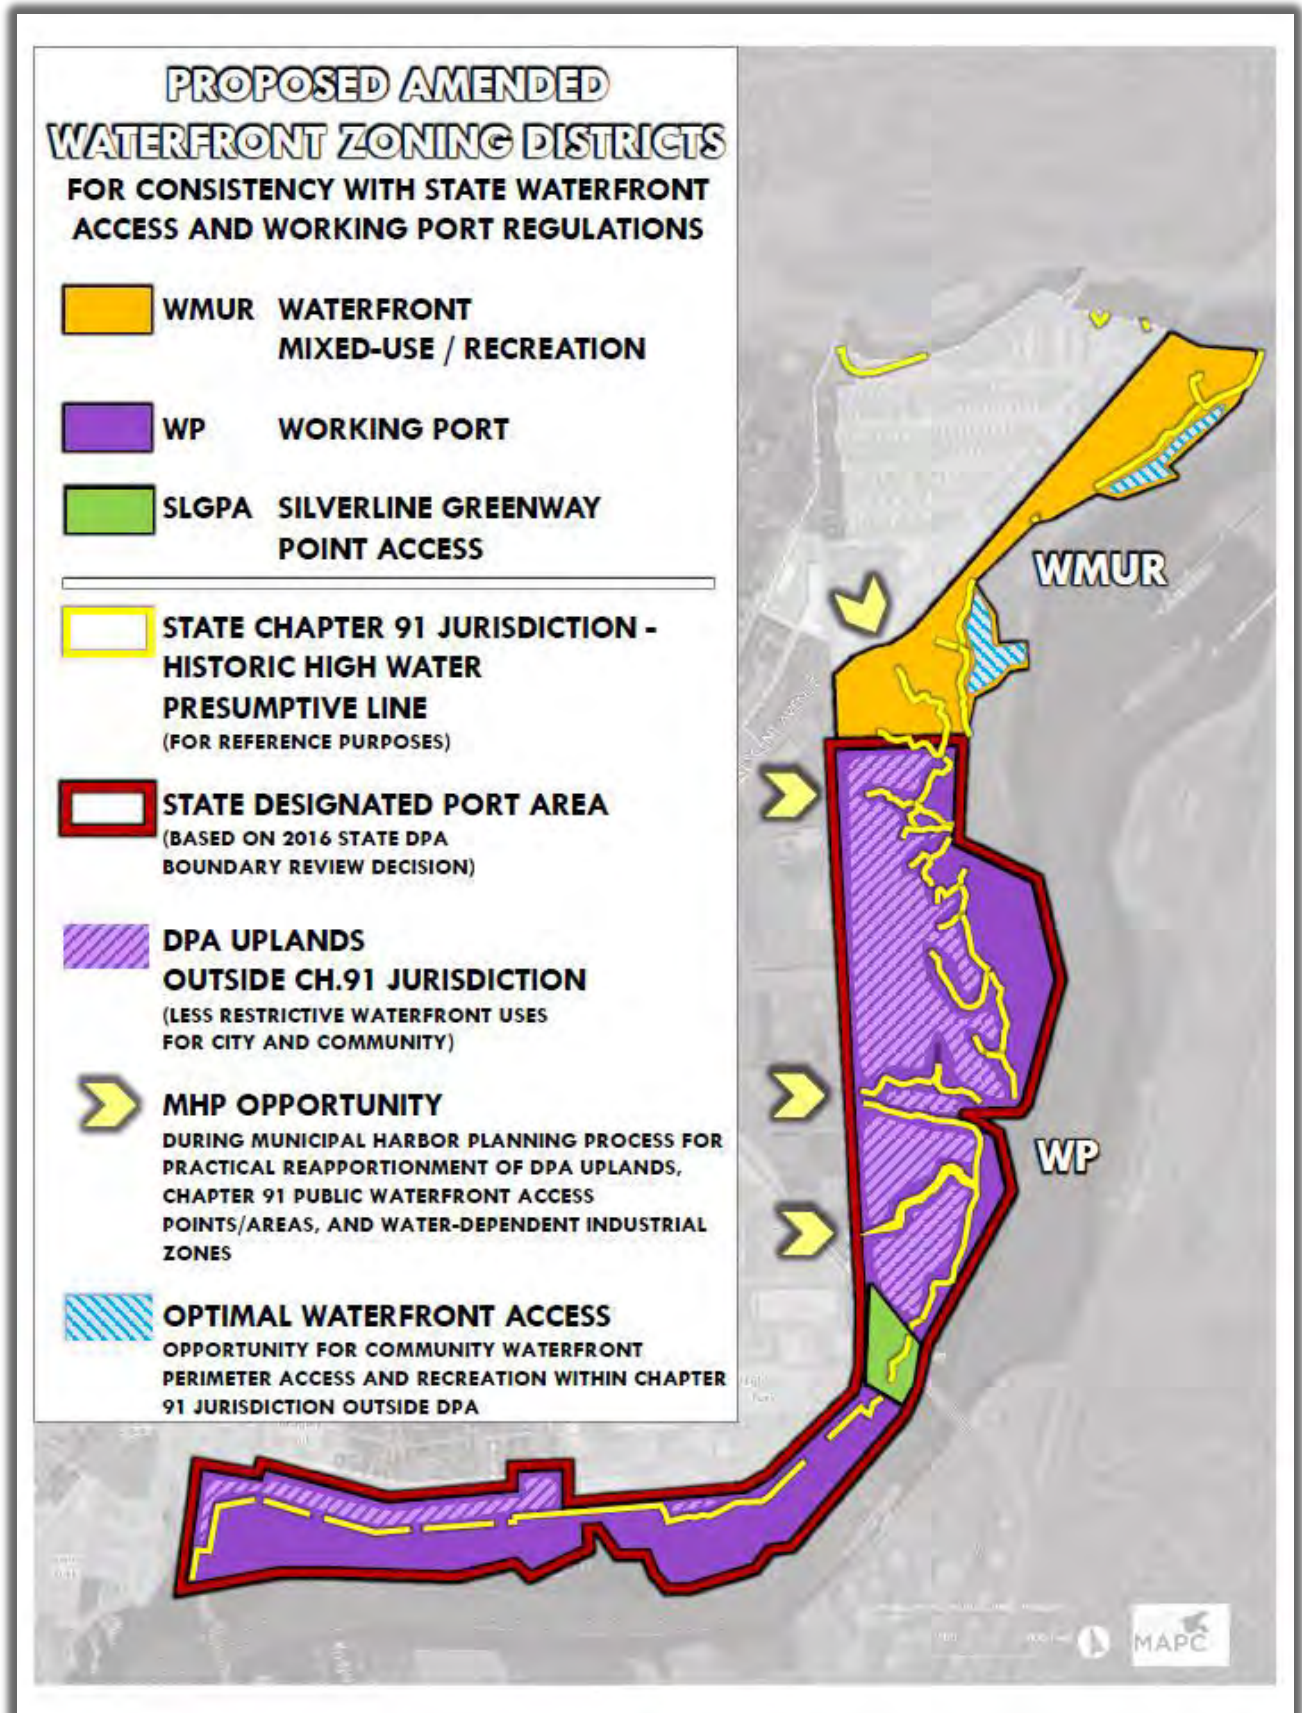 PROPOSED AMENDED
WATERFRONT ZONING DISTRICTS
FOR CONSISTENCY WITH STATE WATERFRONT
ACCESS AND WORKING PORT REGULATIONS
WMUR WATERFRONT
MIXED-USE / RECREATION
WP WORKING PORT
SLGPA SILVERLINE GREENWAY
POINT ACCESS
STATE CHAPTER 91 JURISDICTION -
HISTORIC HIGH WATER
PRESUMPTIVE LINE
(FOR REFERENCE PURPOSES)
STATE DESIGNATED PORT AREA
(BASED ON 2016 STATE DPA
BOUNDARY REVIEW DECISION)
DPA UPLANDS
OUTSIDE CH.91 JURISDICTION
(LESS RESTRICTIVE WATERFRONT USES
FOR CITY AND COMMUNITY)
MHP OPPORTUNITY
DURING MUNICIPAL HARBOR PLANNING PROCESS FOR
PRACTICAL REAPPORTIONMENT OF DPA UPLANDS,
CHAPTER 91 PUBLIC WATERFRONT ACCESS
POINTS/AREAS, AND WATER-DEPENDENT INDUSTRIAL
ZONES
OPTIMAL WATERFRONT ACCESS
OPPORTUNITY FOR COMMUNITY WATERFRONT
PERIMETER ACCESS AND RECREATION WITHIN CHAPTER
91 JURISDICTION OUTSIDE DPA
WMUR
WP
MAPC